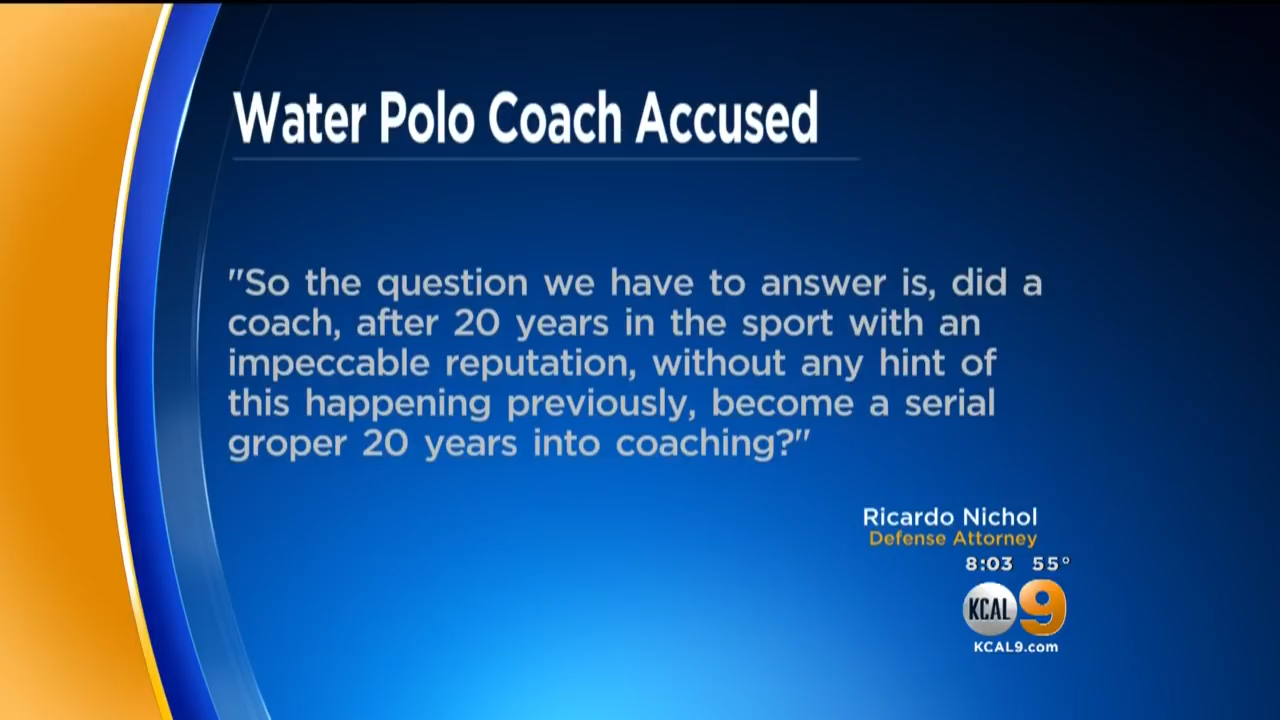 Water Polo Coach Accused
"So the question we have to answer is, did a
coach, after 20 years in the sport with an
impeccable reputation, without any hint of
this happening previously, become a serial
groper 20 years into coaching?"
Ricardo Nichol
Defense Attorney
8:03 55°
KCAL 9
KCAL9.com